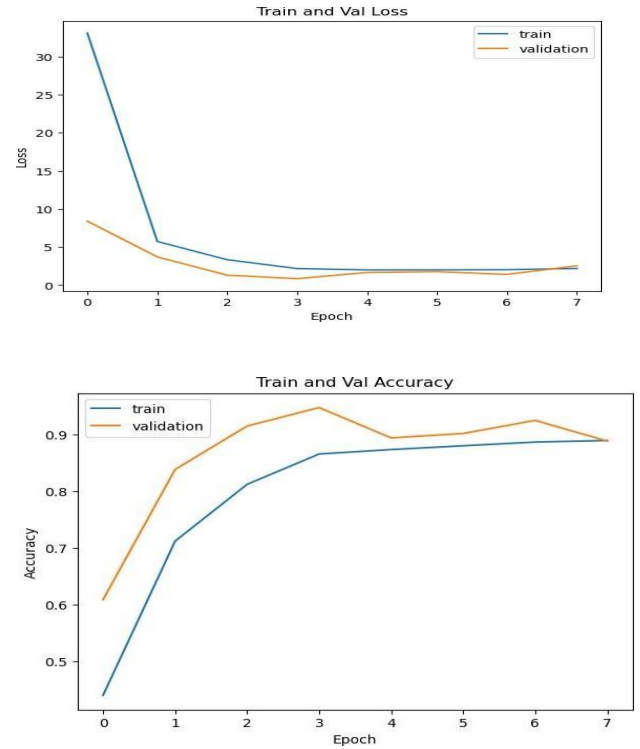 Train and Val Loss
train
validation
30
25
20
15
10
5
0
Loss
0 1 2 3 4 5 6 7
Epoch
Train and Val Accuracy
train
validation
0.9
0.8
0.7
0.6
0.5
Accuracy
0 1 2 3 4 5 6 7
Epoch